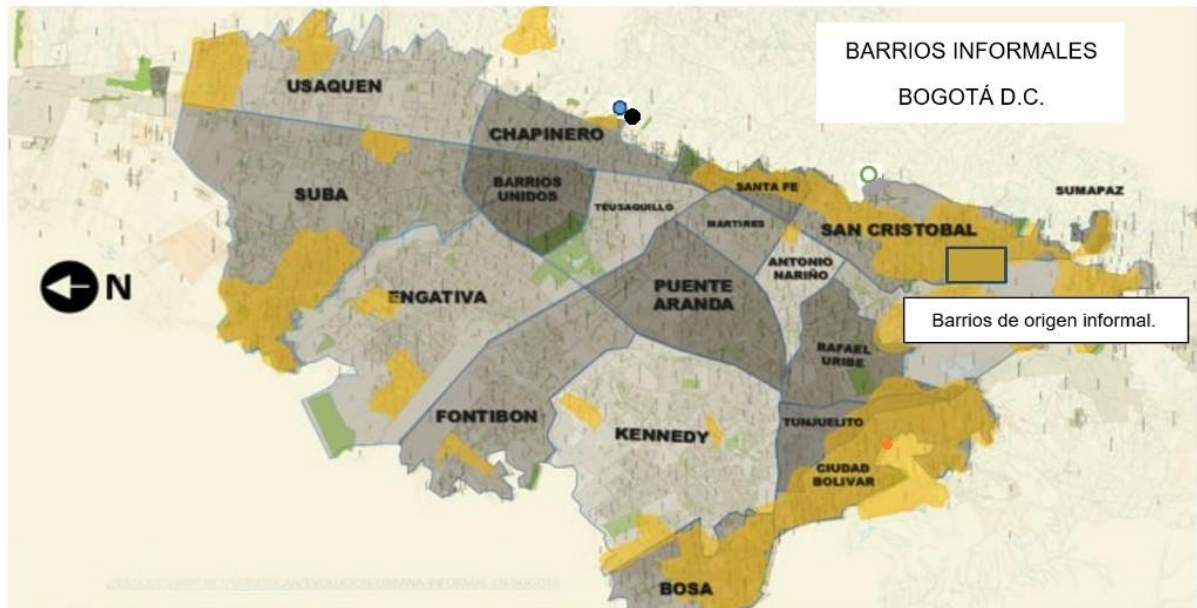 BARRIOS INFORMALES
BOGOTÁ D.C.
USAQUEN
CHAPINERO
SUBA
BARRIOS
UNIDOS
TEUSAQUILLO
SANTA FE
MARTIRES
SAN CRISTOBAL
SUMAPAZ
N
ENGATIVA
PUENTE
ARANDA
ANTONIO
NARIÑO
Barrios de origen informal.
RAFAEL
URIBE
FONTIBON
KENNEDY
TUNJUELITO
CIUDAD
BOLIVAR
BOSA